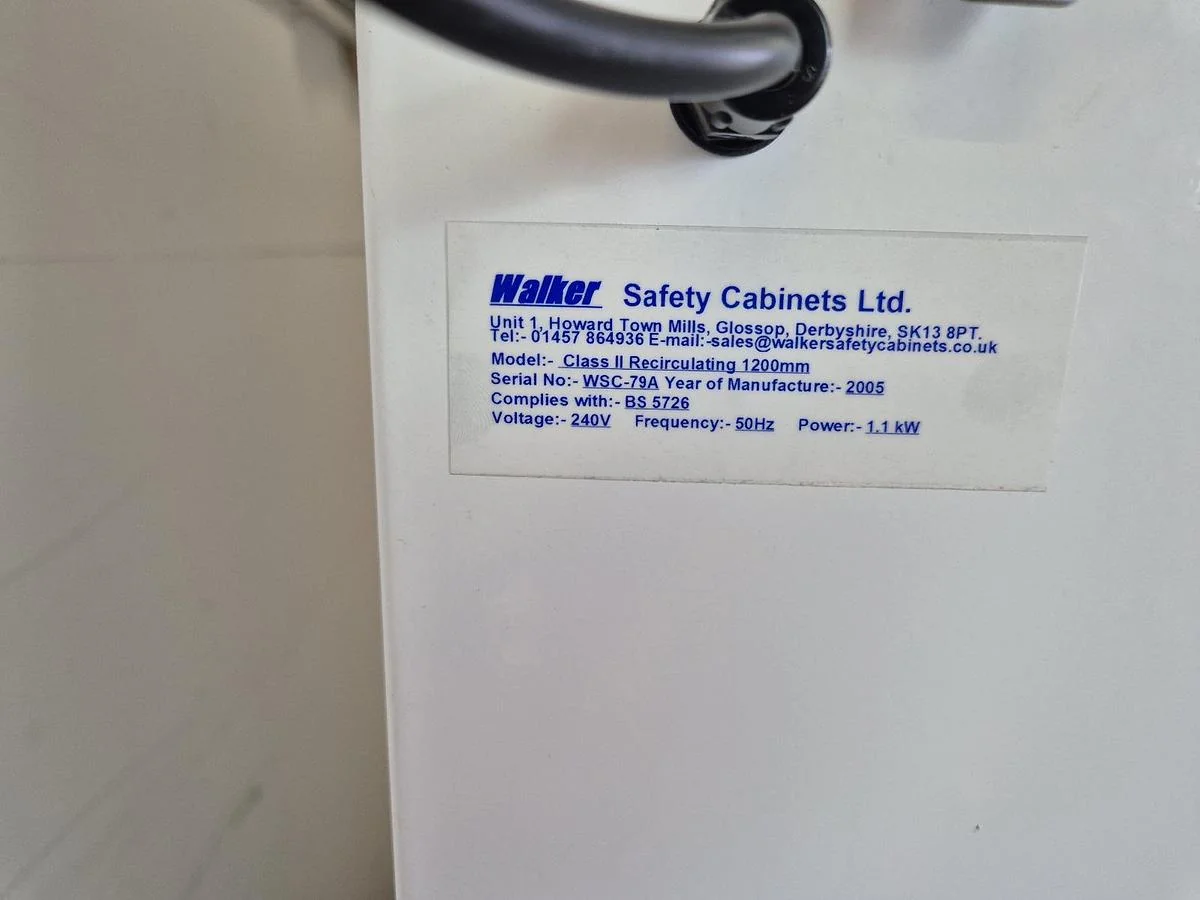 Walker Safety Cabinets Ltd.
Unit 1, Howard Town Mills, Glossop, Derbyshire, SK13 8PT.
Tel:- 01457 864936 E-mail:-sales@walkersafetycabinets.co.uk
Model:- Class II Recirculating 1200mm
Serial No:- WSC-79A Year of Manufacture:- 2005
Complies with:- BS 5726
Voltage:- 240V Frequency:- 50Hz Power:- 1.1 kW